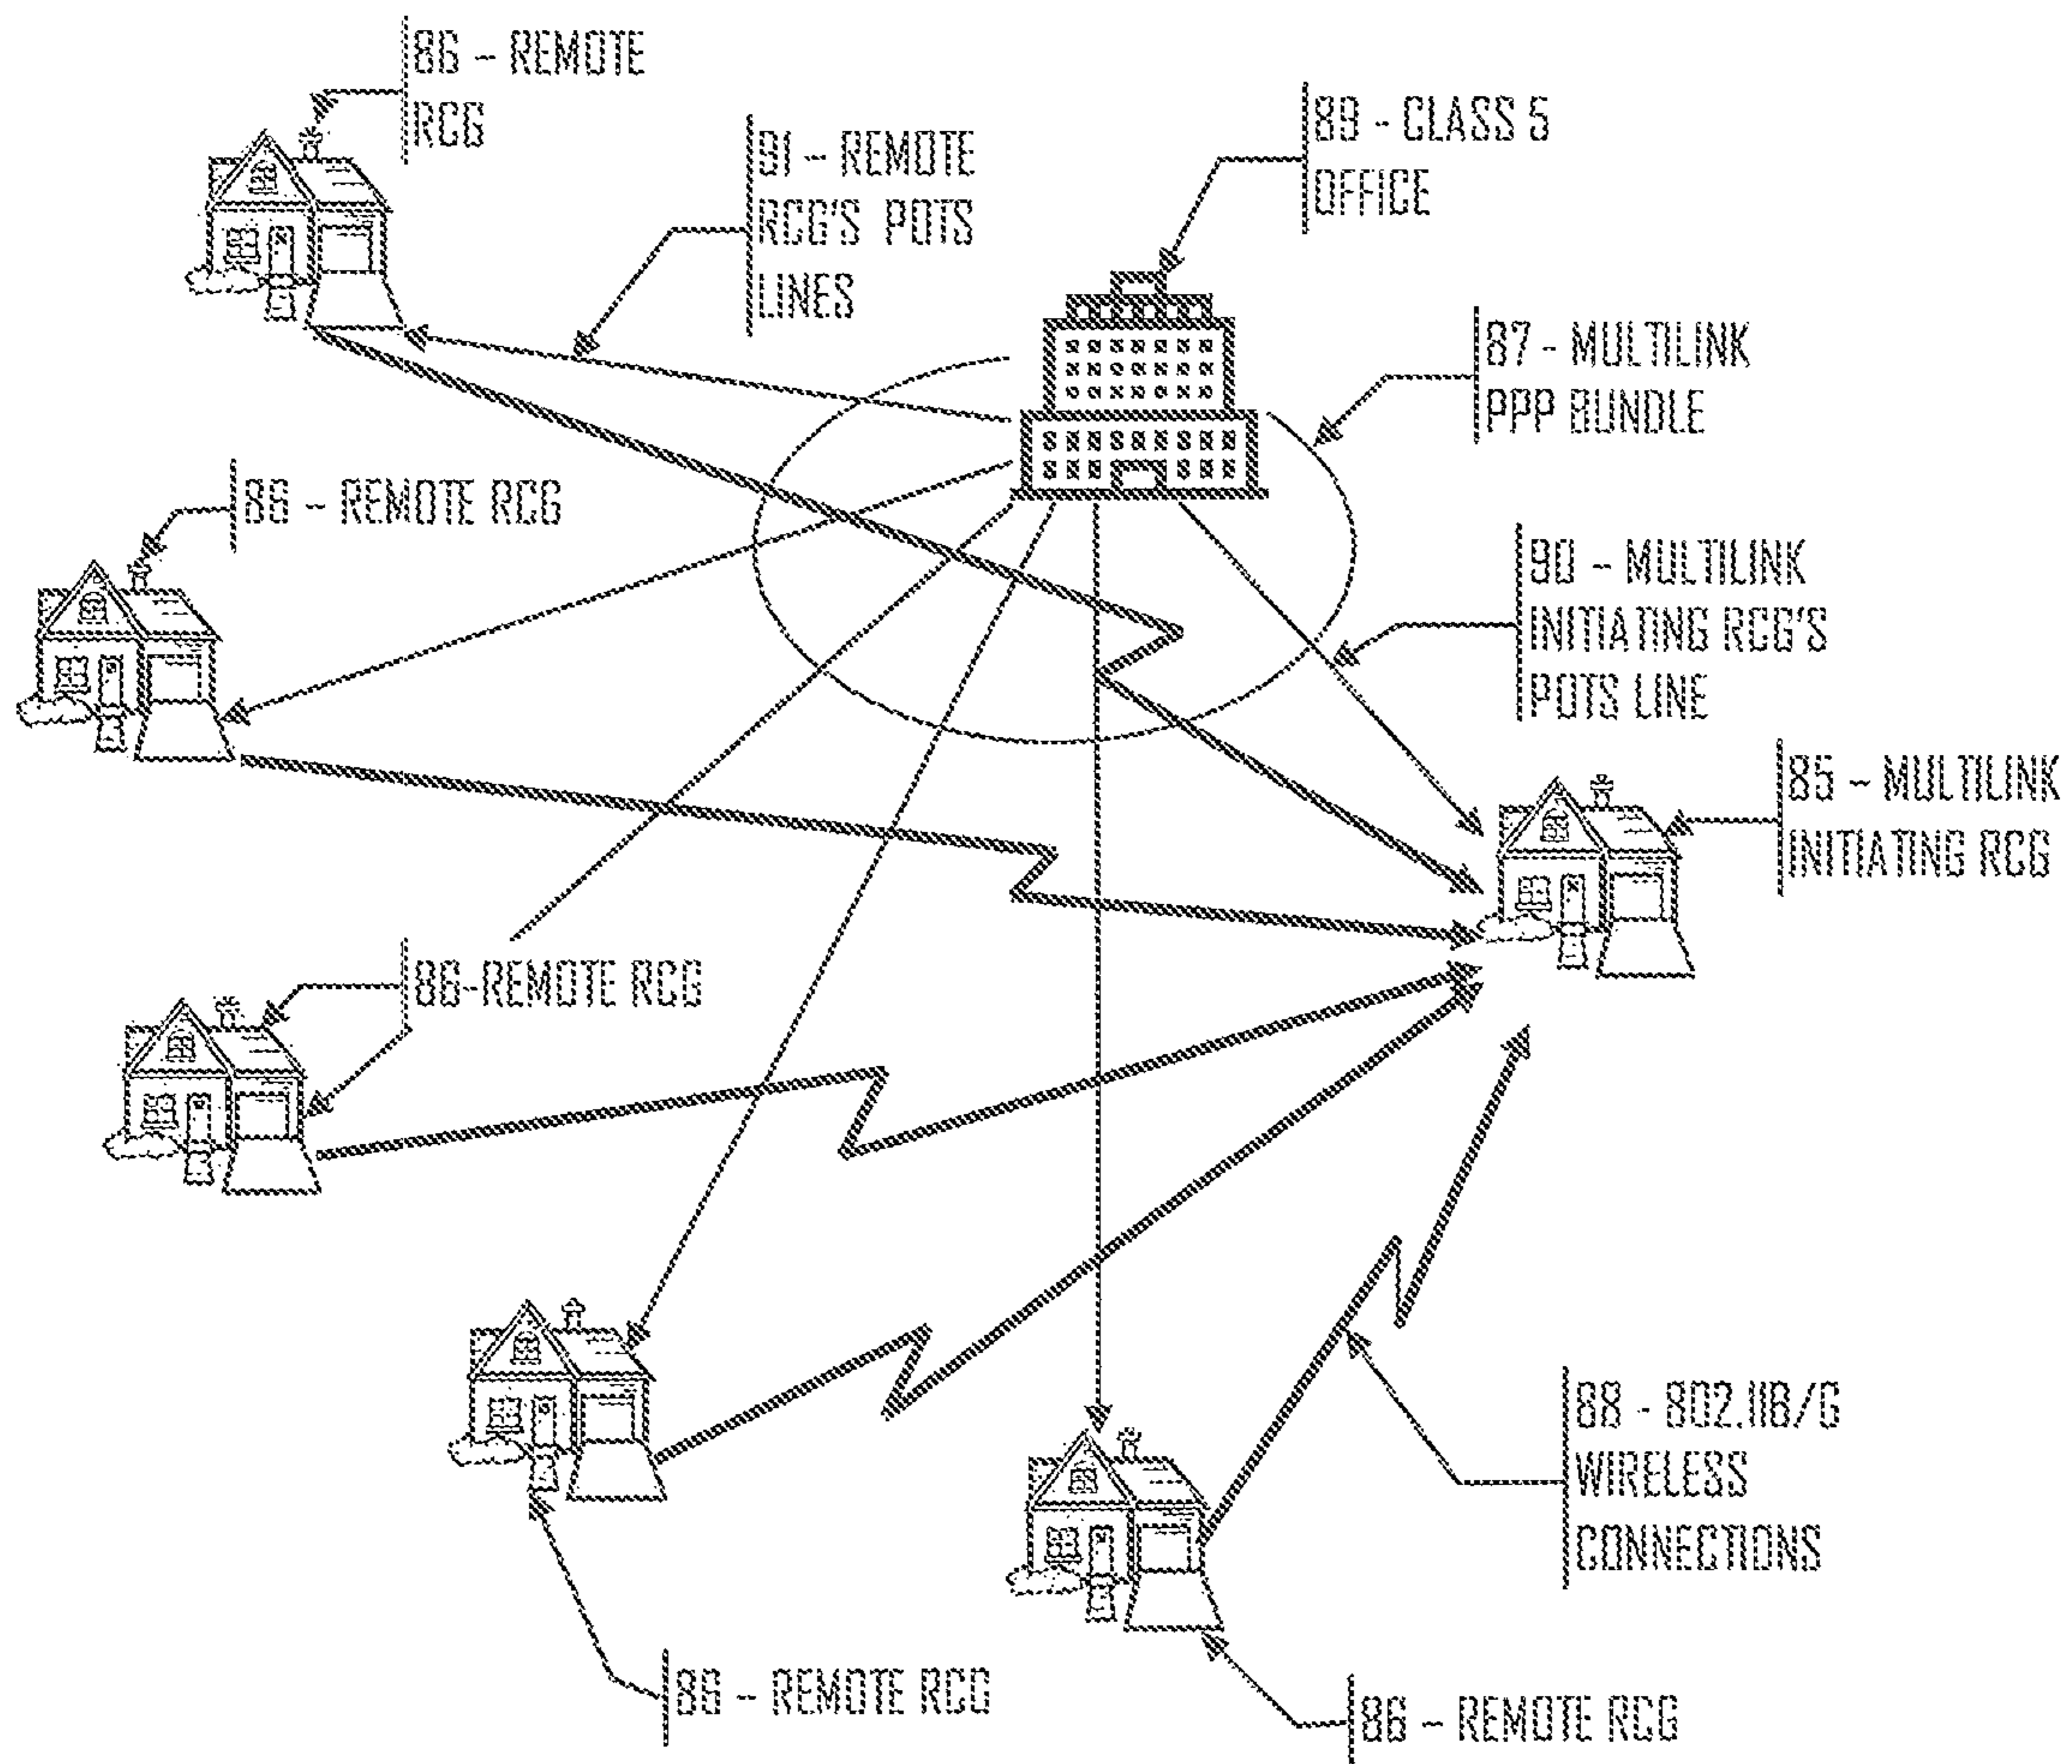 86 - REMOTE
RCG
91 - REMOTE
RCG'S POTS
LINES
89 - CLASS 5
OFFICE
87 - MULTILINK
PPP BUNDLE
86 - REMOTE RCG
90 - MULTILINK
INITIATING RCG'S
POTS LINE
85 - MULTILINK
INITIATING RCG
86-REMOTE RCG
88 - 802.11B/G
WIRELESS
CONNECTIONS
86 - REMOTE RCG
86 - REMOTE RCG